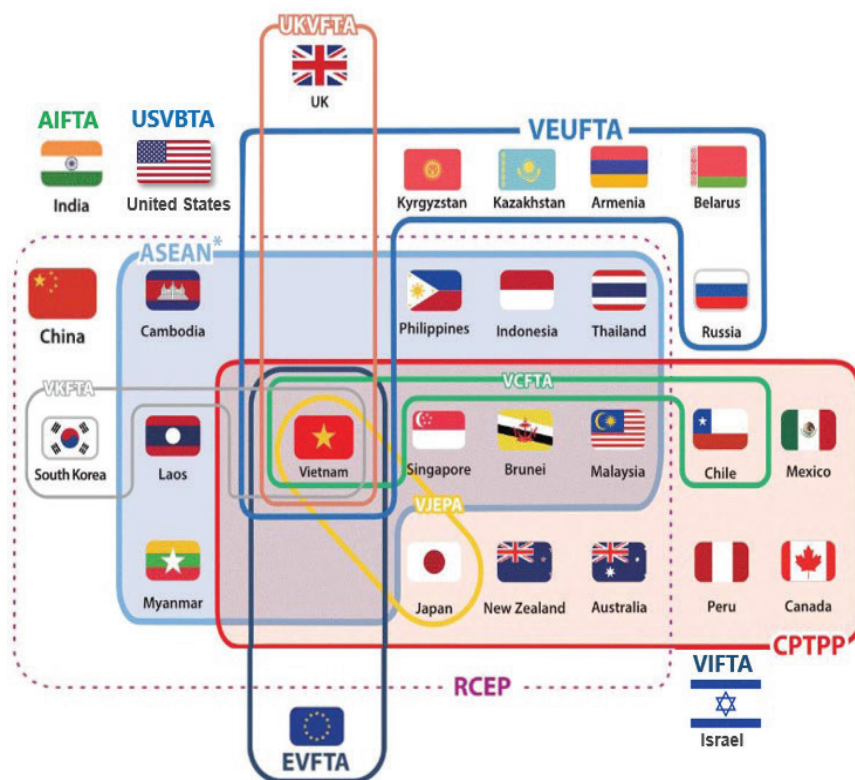 UKVFTA
UK
AIFTA
USVBTA
VEUFTA
India
United States
Kyrgyzstan
Kazakhstan
Armenia
Belarus
ASEAN*
China
Cambodia
Philippines
Indonesia
Thailand
Russia
VKFTA
VCFTA
South Korea
Laos
Vietnam
Singapore
Brunei
Malaysia
Chile
Mexico
VJEPA
Myanmar
Japan
New Zealand
Australia
Peru
Canada
CPTPP
RCEP
VIFTA
Israel
EVFTA